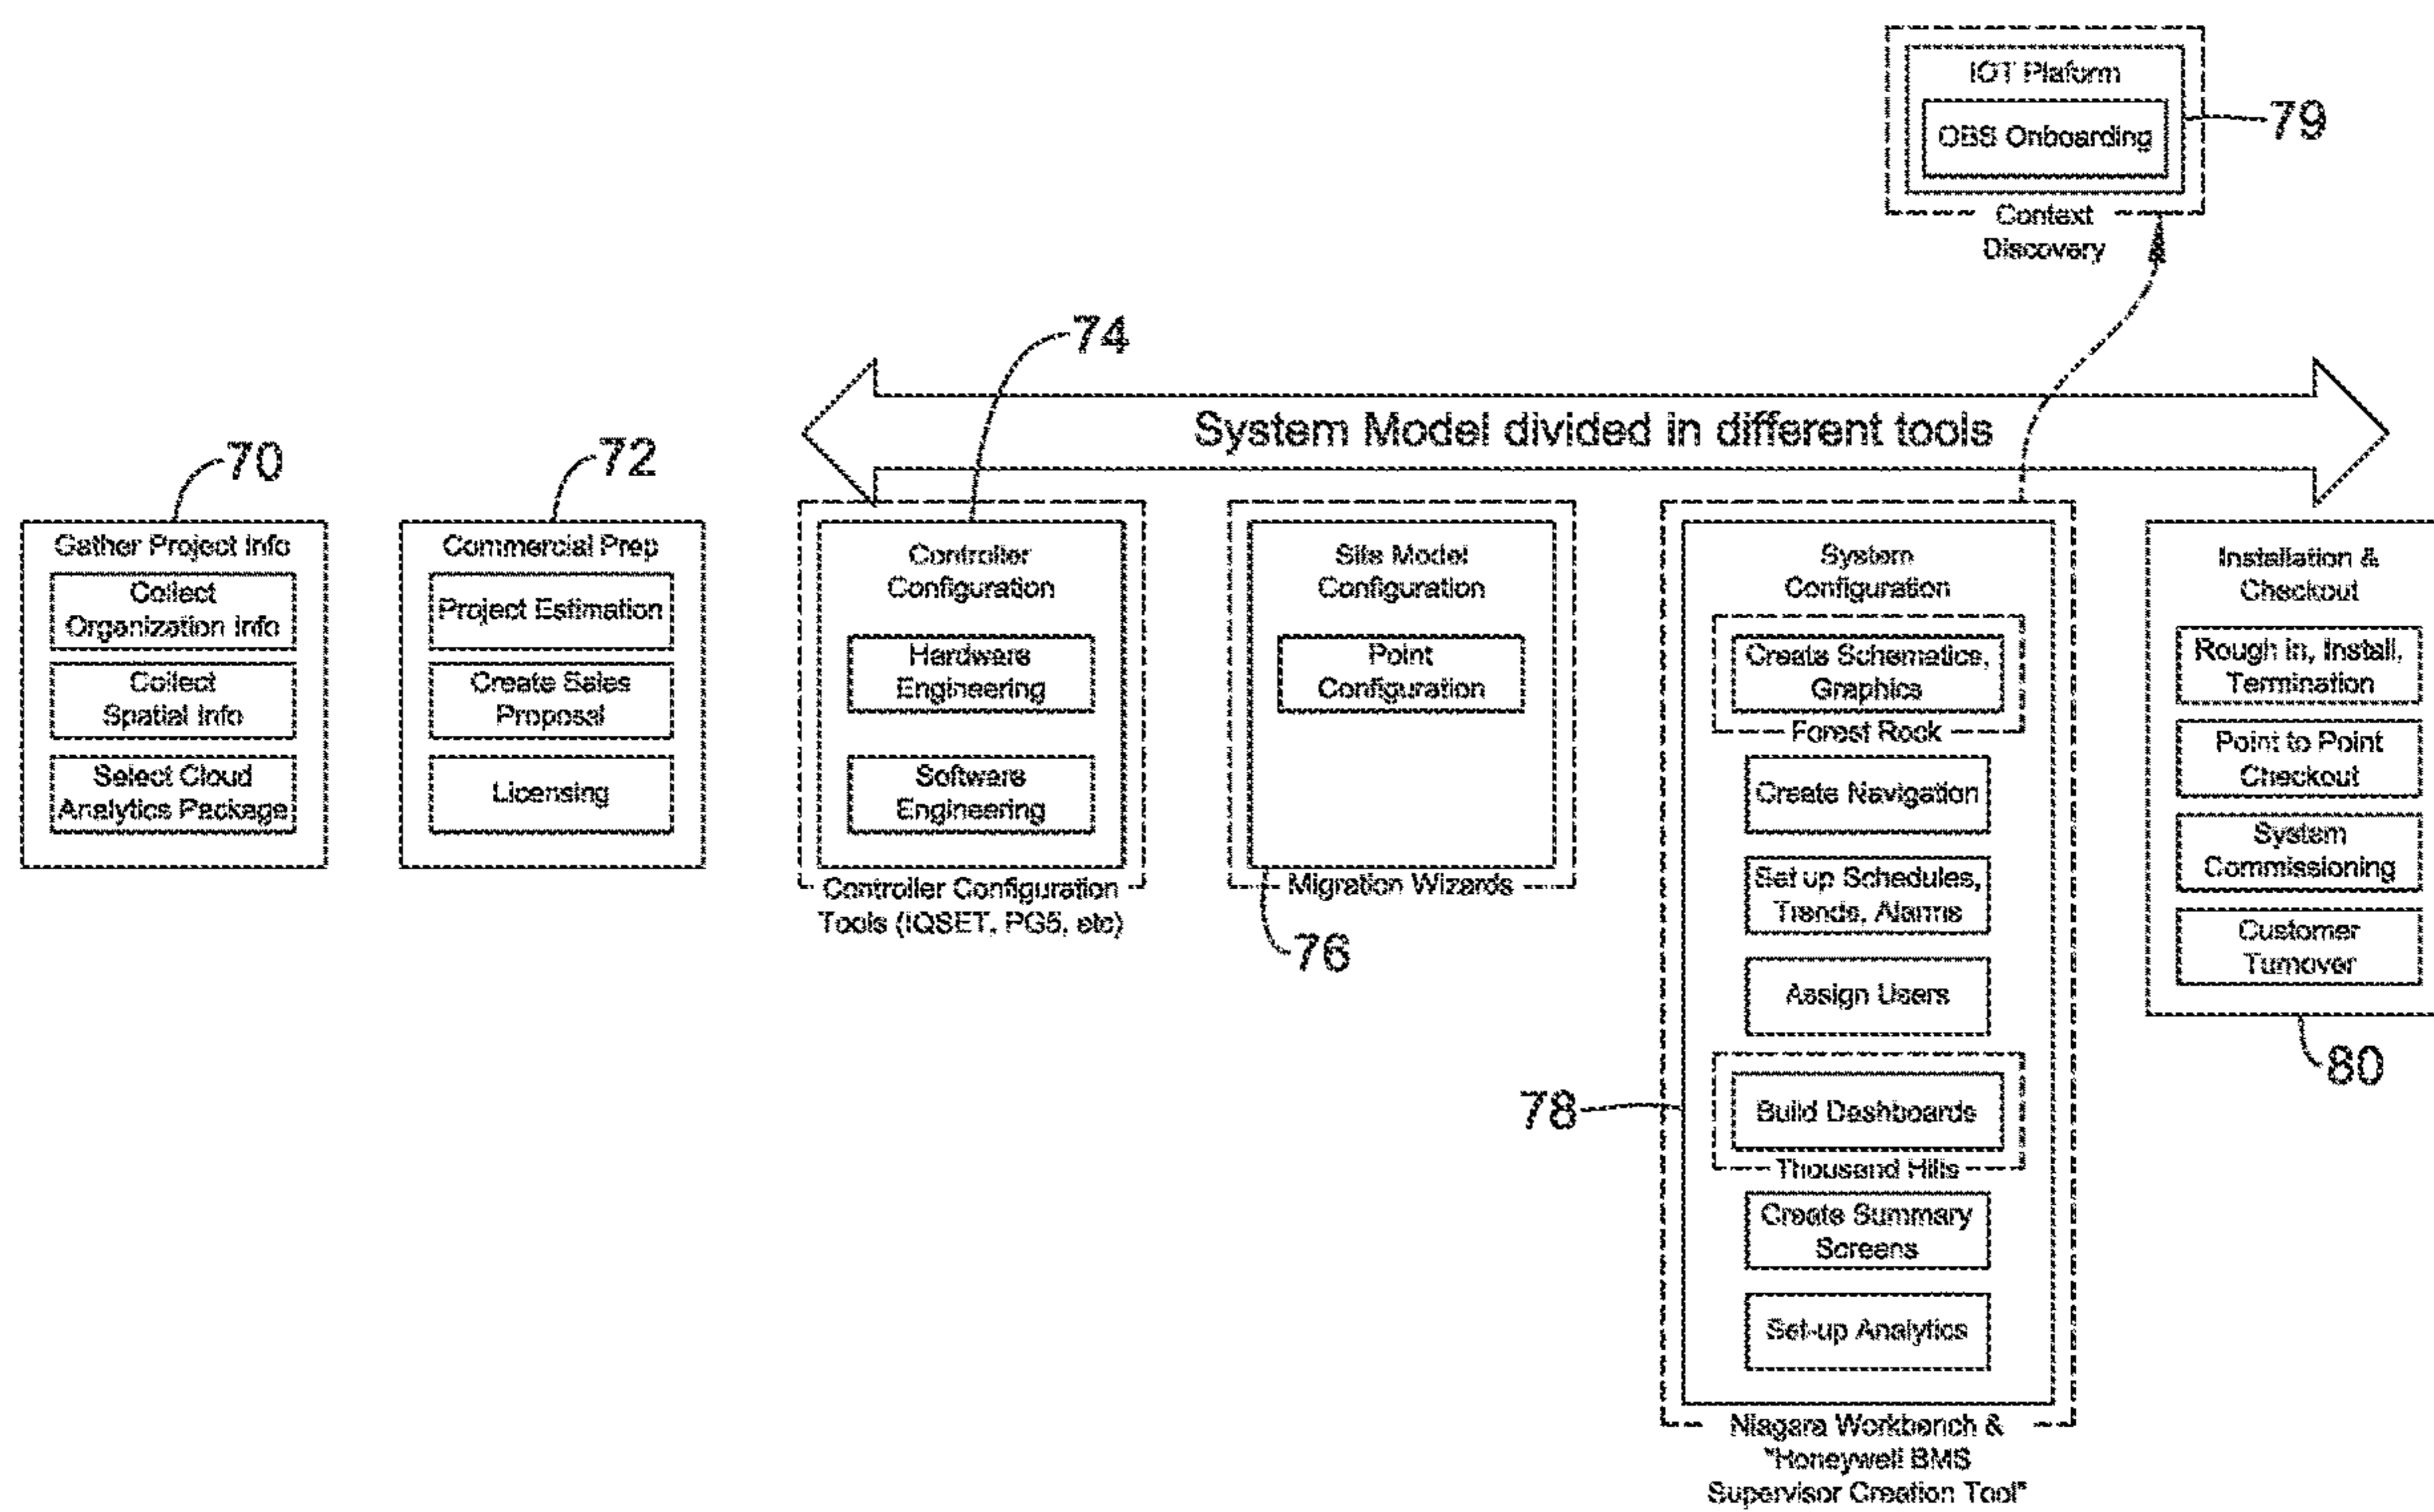 IOT Plaform
OBS Onboarding
79
Context
Discovery
74
System Model divided in different tools
70
72
Gather Project Info
Collect
Organization Info
Collect
Spatial Info
Select Cloud
Analytics Package
Commercial Prep
Project Estimation
Create Sales
Proposal
Licensing
Controller
Configuration
Hardware
Engineering
Software
Engineering
Controller Configuration
Tools (IQSET, PG5, etc)
Site Model
Configuration
Point
Configuration
Migration Wizards
76
System
Configuration
Create Schematics,
Graphics
Forest Rock
Create Navigation
Set up Schedules,
Trends, Alarms
Assign Users
Build Dashboards
Thousand Hills
Create Summary
Screens
Set-up Analytics
78
Niagara Workbench &
"Honeywell BMS
Supervisor Creation Tool"
Installation &
Checkout
Rough in, Install,
Termination
Point to Point
Checkout
System
Commissioning
Customer
Turnover
80